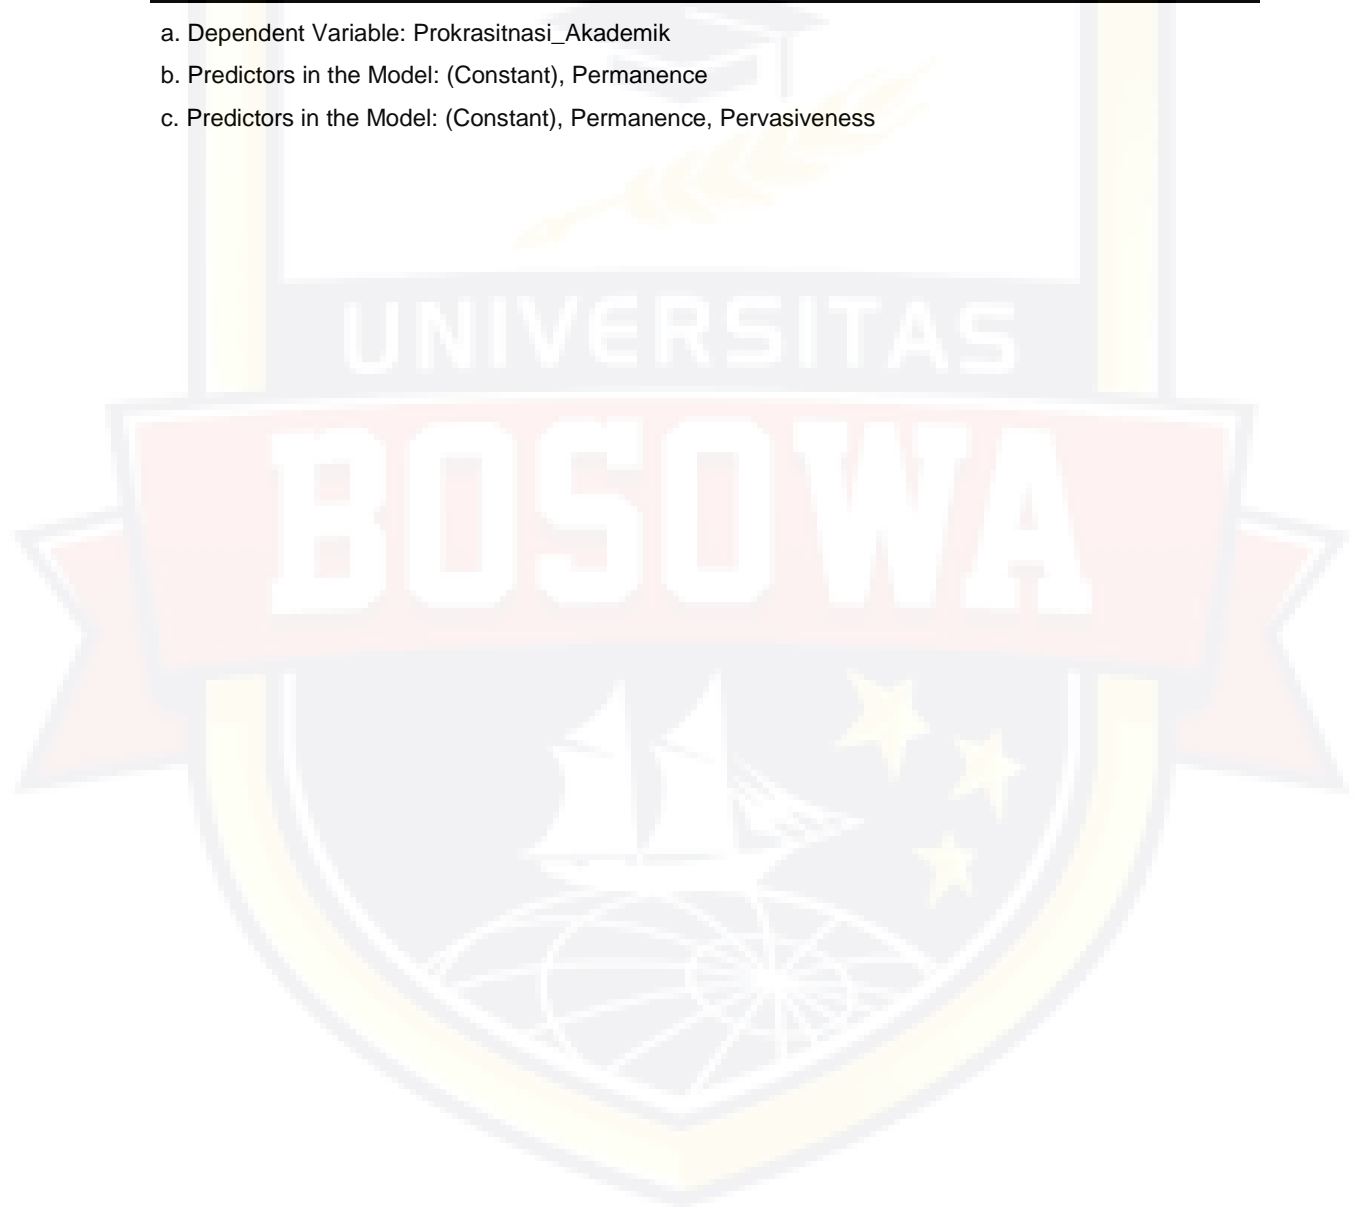 a. Dependent Variable: Prokrasitnasi_Akademik
b. Predictors in the Model: (Constant), Permanence
c. Predictors in the Model: (Constant), Permanence, Pervasiveness
UNIVERSITAS
BOSOWA